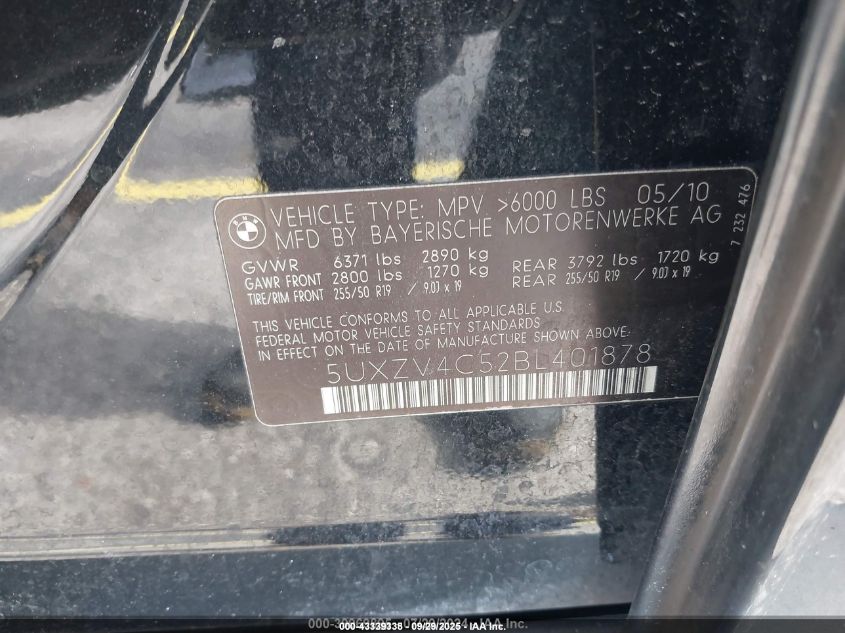 BMW
VEHICLE TYPE: MPV >6000 LBS 05/10
MFD BY BAYERISCHE MOTORENWERKE AG
7 232 476
GVWR 6371 lbs 2890 kg
GAWR FRONT 2800 lbs 1270 kg REAR 3792 lbs 1720 kg
TIRE/RIM FRONT 255/50 R19 / 9.0J x 19 REAR 255/50 R19 / 9.0J x 19
THIS VEHICLE CONFORMS TO ALL APPLICABLE U.S.
FEDERAL MOTOR VEHICLE SAFETY STANDARDS
IN EFFECT ON THE DATE OF MANUFACTURE SHOWN ABOVE.
5UXZV4C52BL401878
000-43339338 - 09/29/2025 - IAA, Inc.